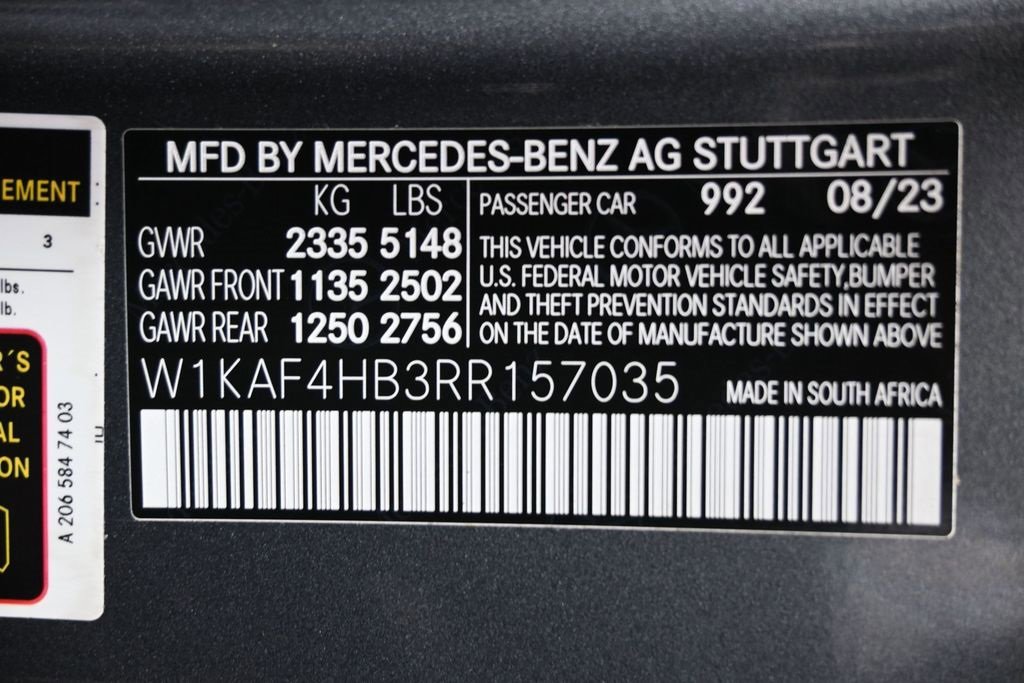 MFD BY MERCEDES-BENZ AG STUTTGART
KG LBS
GVWR 2335 5148
GAWR FRONT 1135 2502
GAWR REAR 1250 2756
PASSENGER CAR 992 08/23
THIS VEHICLE CONFORMS TO ALL APPLICABLE
U.S. FEDERAL MOTOR VEHICLE SAFETY,BUMPER
AND THEFT PREVENTION STANDARDS IN EFFECT
ON THE DATE OF MANUFACTURE SHOWN ABOVE
W1KAF4HB3RR157035
MADE IN SOUTH AFRICA
EMENT
3
lbs.
lb.
R´S
OR
AL
ON
A 206 584 74 03